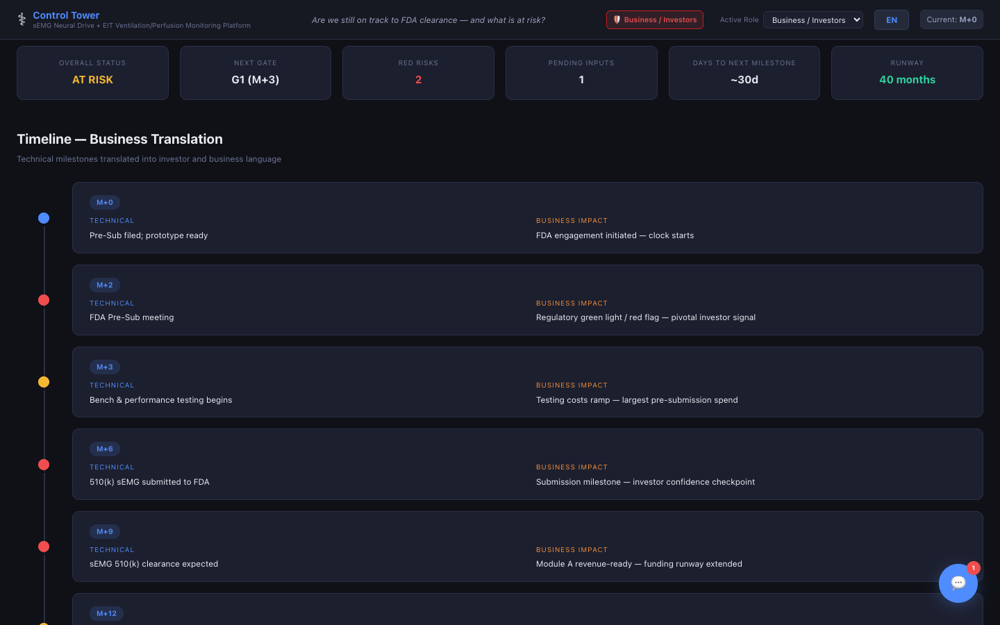 Control Tower
sEMG Neural Drive + EIT Ventilation/Perfusion Monitoring Platform
Are we still on track to FDA clearance — and what is at risk?
Business / Investors
Active Role
Business / Investors
EN
Current: M+0
OVERALL STATUS
AT RISK
NEXT GATE
G1 (M+3)
RED RISKS
2
PENDING INPUTS
1
DAYS TO NEXT MILESTONE
~30d
RUNWAY
40 months
Timeline — Business Translation
Technical milestones translated into investor and business language
M+0
TECHNICAL
Pre-Sub filed; prototype ready
BUSINESS IMPACT
FDA engagement initiated — clock starts
M+2
TECHNICAL
FDA Pre-Sub meeting
BUSINESS IMPACT
Regulatory green light / red flag — pivotal investor signal
M+3
TECHNICAL
Bench & performance testing begins
BUSINESS IMPACT
Testing costs ramp — largest pre-submission spend
M+6
TECHNICAL
510(k) sEMG submitted to FDA
BUSINESS IMPACT
Submission milestone — investor confidence checkpoint
M+9
TECHNICAL
sEMG 510(k) clearance expected
BUSINESS IMPACT
Module A revenue-ready — funding runway extended
1
M+12